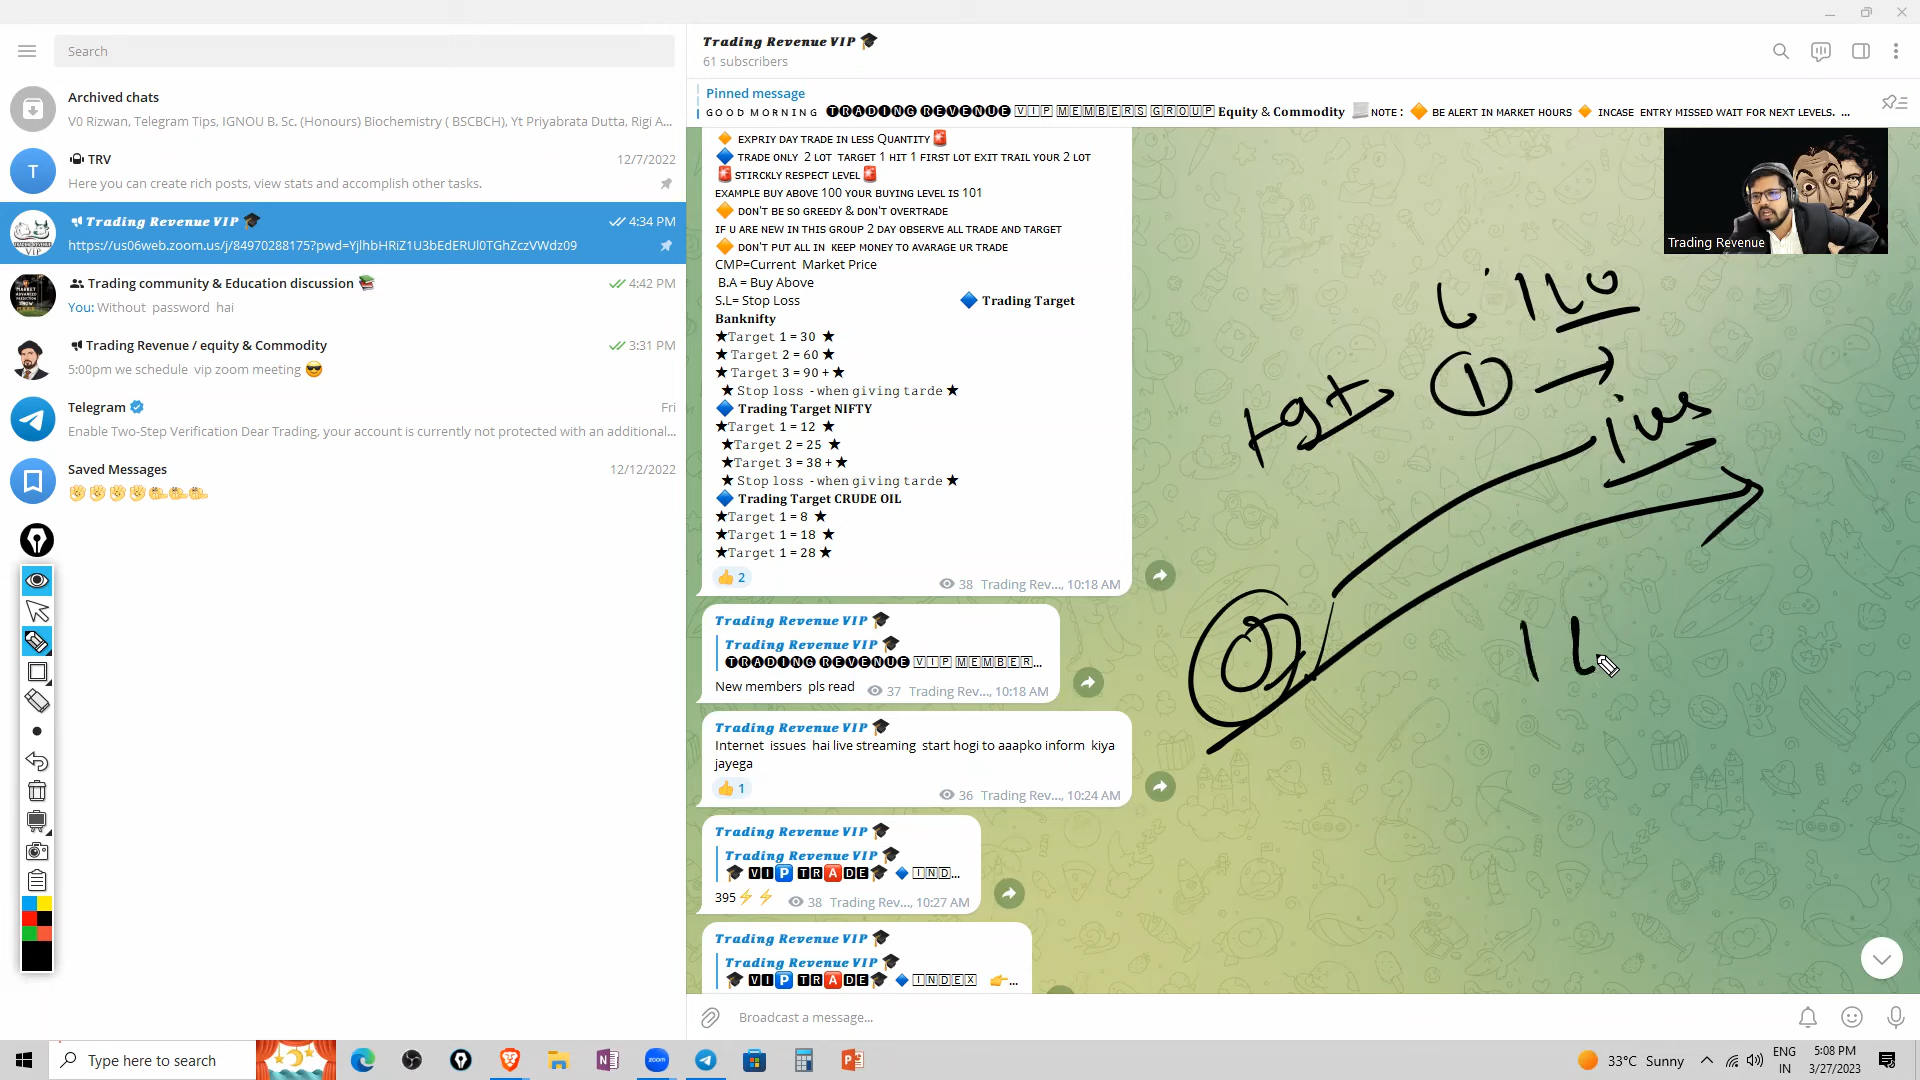 Search
Archived chats
V0 Rizwan, Telegram Tips, IGNOU B. Sc. (Honours) Biochemistry ( BSCBCH), Yt Priyabrata Dutta, Rigi A...
T
TRV
12/7/2022
Here you can create rich posts, view stats and accomplish other tasks.
Trading Revenue VIP 🎓
4:34 PM
https://us06web.zoom.us/j/84970288175?pwd=YjlhbHRiZ1U3bEdERUl0TGhZczVWdz09
Trading community & Education discussion 📚
4:42 PM
You: Without password hai
Trading Revenue / equity & Commodity
3:31 PM
5:00pm we schedule vip zoom meeting 😎
Telegram
Fri
Enable Two-Step Verification Dear Trading, your account is currently not protected with an additional...
Saved Messages
12/12/2022
Trading Revenue VIP 🎓
61 subscribers
Pinned message
GOOD MORNING TRADING REVENUE VIP MEMBERS GROUP Equity & Commodity NOTE : 🔶 BE ALERT IN MARKET HOURS 🔸 INCASE ENTRY MISSED WAIT FOR NEXT LEVELS. ...
🔸 EXPRIY DAY TRADE IN LESS QUANTITY 🚨
🔷 TRADE ONLY 2 LOT TARGET 1 HIT 1 FIRST LOT EXIT TRAIL YOUR 2 LOT
🚨 STIRCKLY RESPECT LEVEL 🚨
EXAMPLE BUY ABOVE 100 YOUR BUYING LEVEL IS 101
🔶 DON'T BE SO GREEDY & DON'T OVERTRADE
IF U ARE NEW IN THIS GROUP 2 DAY OBSERVE ALL TRADE AND TARGET
🔶 DON'T PUT ALL IN KEEP MONEY TO AVARAGE UR TRADE
CMP=Current Market Price
B.A = Buy Above
S.L= Stop Loss 🔷 Trading Target
Banknifty
★Target 1 = 30 ★
★ Target 2 = 60 ★
★ Target 3 = 90 + ★
★ Stop loss - when giving tarde ★
🔷 Trading Target NIFTY
★Target 1 = 12 ★
★Target 2 = 25 ★
★Target 3 = 38 + ★
★ Stop loss - when giving tarde ★
🔷 Trading Target CRUDE OIL
★Target 1 = 8 ★
★Target 1 = 18 ★
★Target 1 = 28 ★
👍 2
38 Trading Rev..., 10:18 AM
Trading Revenue VIP 🎓
Trading Revenue VIP 🎓
TRADING REVENUE VIP MEMBER...
New members pls read
37 Trading Rev..., 10:18 AM
Trading Revenue VIP 🎓
Internet issues hai live streaming start hogi to aaapko inform kiya
jayega
👍 1
36 Trading Rev..., 10:24 AM
Trading Revenue VIP 🎓
Trading Revenue VIP 🎓
🎓 VIP TRADE🎓 🔹 IND...
395⚡⚡
38 Trading Rev..., 10:27 AM
Trading Revenue VIP 🎓
Trading Revenue VIP 🎓
🎓 VIP TRADE🎓 🔹 INDEX 👉...
Trading Revenue
tgt
1
Broadcast a message...
Type here to search
zoom
33°C Sunny
ENG
IN
5:08 PM
3/27/2023